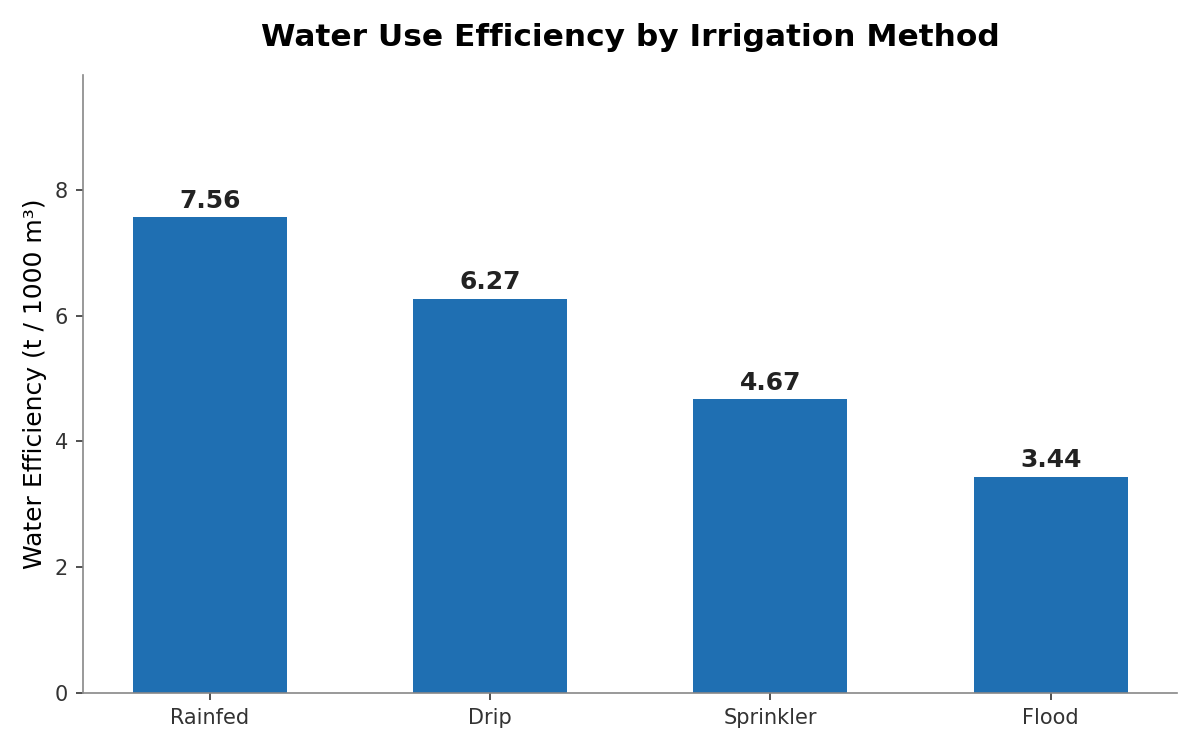 Water Use Efficiency by Irrigation Method
Water Efficiency (t / 1000 m³)
8
6
4
2
0
7.56
6.27
4.67
3.44
Rainfed
Drip
Sprinkler
Flood